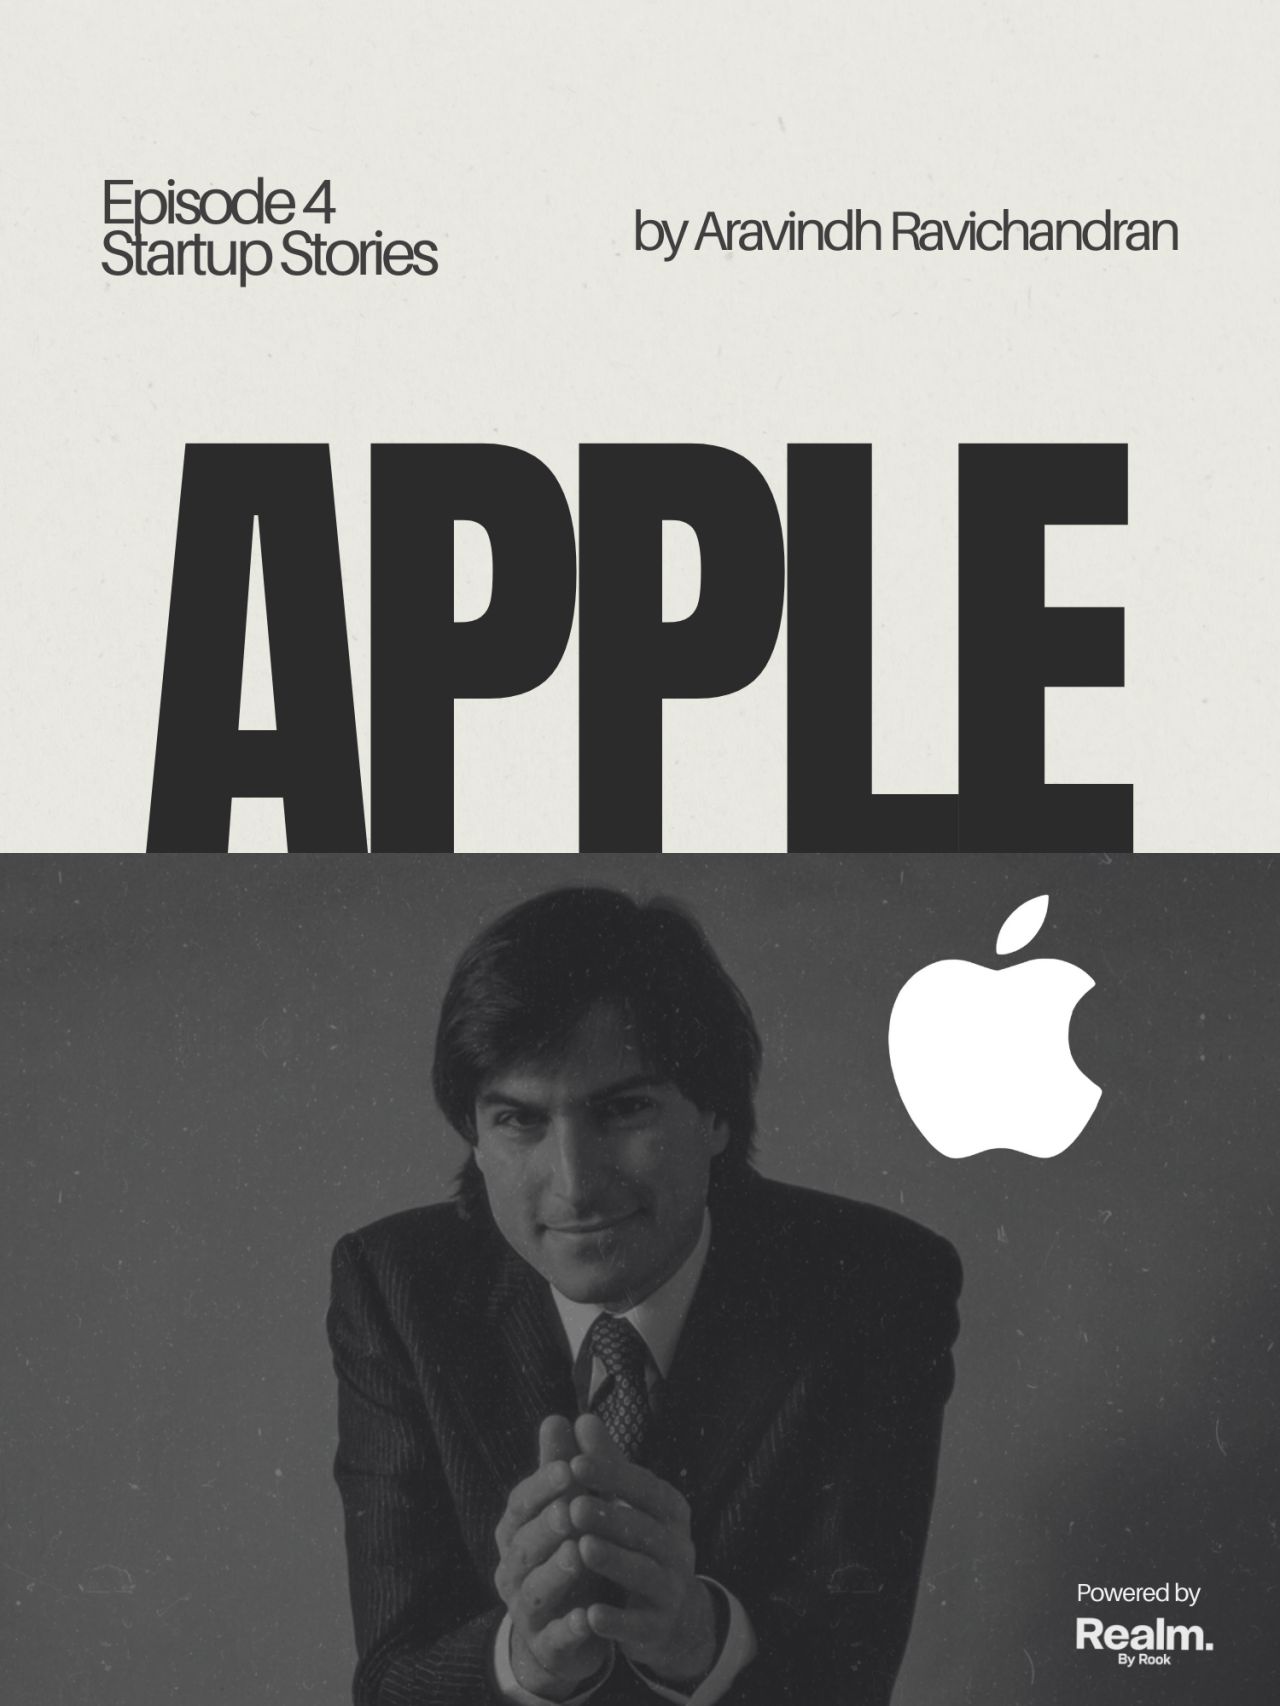 Episode 4
Startup Stories
by Aravindh Ravichandran
APPLE
Powered by
Realm.
By Rook